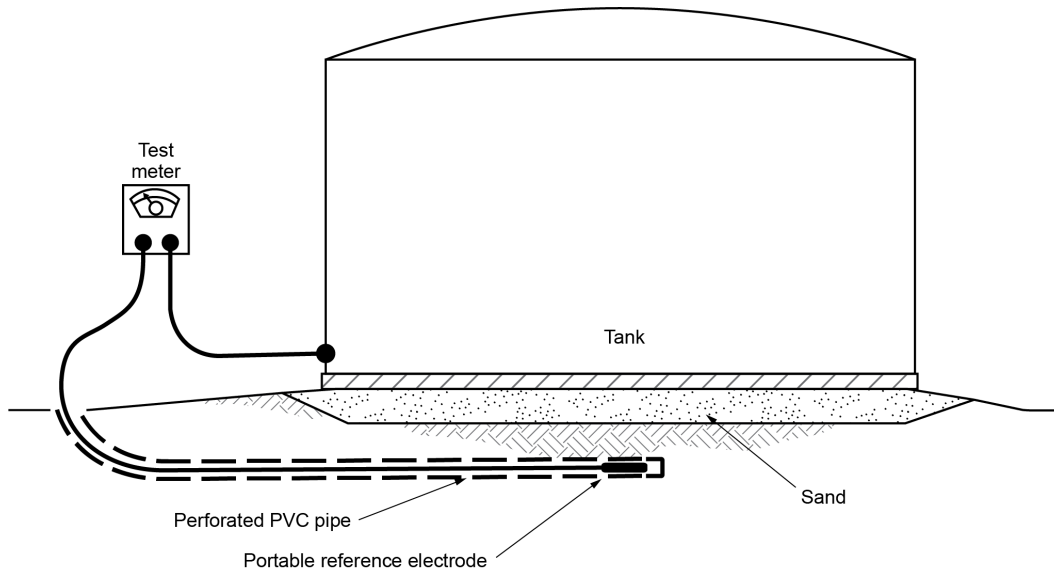 Test
meter
Tank
Sand
Perforated PVC pipe
Portable reference electrode